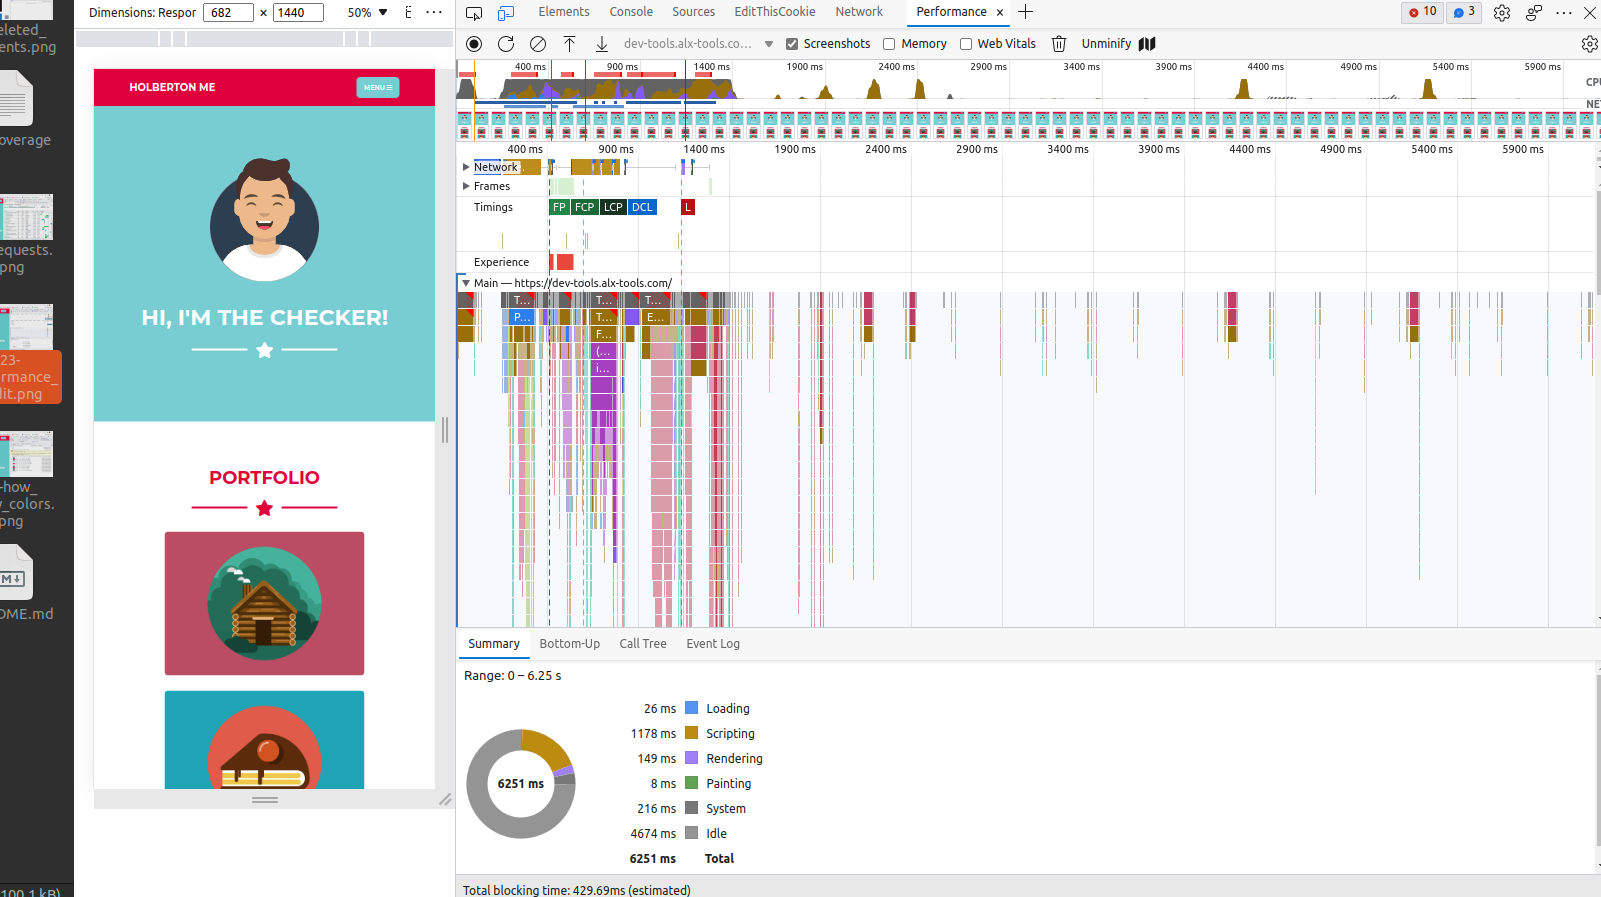 eleted_
ents.png
overage
equests.
png
23-
rmance_
lit.png
-how_
_colors.
png
M
OME.md
100.1 kB)
Dimensions: Respor 682 × 1440 50% ▼
HOLBERTON ME
MENU
HI, I'M THE CHECKER!
PORTFOLIO
Elements Console Sources EditThisCookie Network Performance × 10 3
dev-tools.alx-tools.co... Screenshots Memory Web Vitals Unminify
400 ms 900 ms 1400 ms 1900 ms 2400 ms 2900 ms 3400 ms 3900 ms 4400 ms 4900 ms 5400 ms 5900 ms
CPU
NET
400 ms 900 ms 1400 ms 1900 ms 2400 ms 2900 ms 3400 ms 3900 ms 4400 ms 4900 ms 5400 ms 5900 ms
Network
Frames
Timings FP FCP LCP DCL L
Experience
Main — https://dev-tools.alx-tools.com/
T... T... T...
P... T... E...
F...
(...
i...
Summary Bottom-Up Call Tree Event Log
Range: 0 – 6.25 s
6251 ms
26 ms Loading
1178 ms Scripting
149 ms Rendering
8 ms Painting
216 ms System
4674 ms Idle
6251 ms Total
Total blocking time: 429.69ms (estimated)